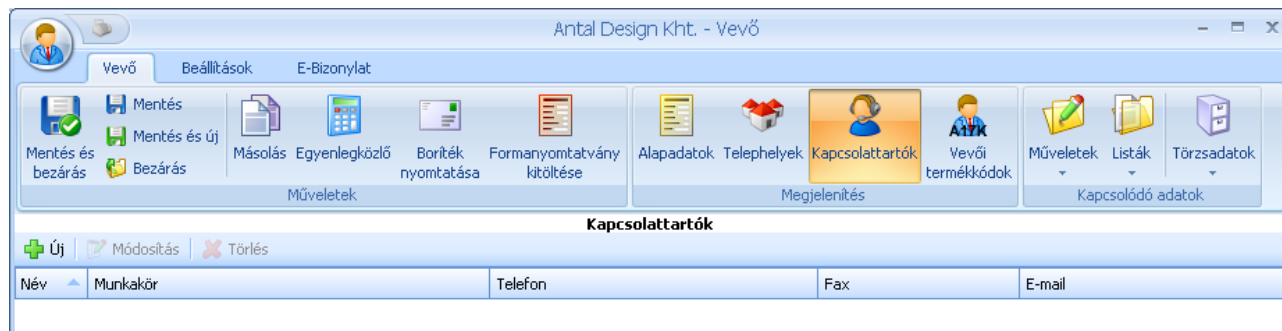 Antal Design Kht. - Vevő
Vevő Beállítások E-Bizonylat
Mentés és bezárás
Mentés
Mentés és új
Bezárás
Másolás
Egyenlegközlő
Boríték nyomtatása
Formanyomtatvány kitöltése
Műveletek
Alapadatok
Telephelyek
Kapcsolattartók
A17K
Vevői termékkódok
Megjelenítés
Műveletek
Listák
Törzsadatok
Kapcsolódó adatok
Kapcsolattartók
Új Módosítás Törlés
Név Munkakör Telefon Fax E-mail